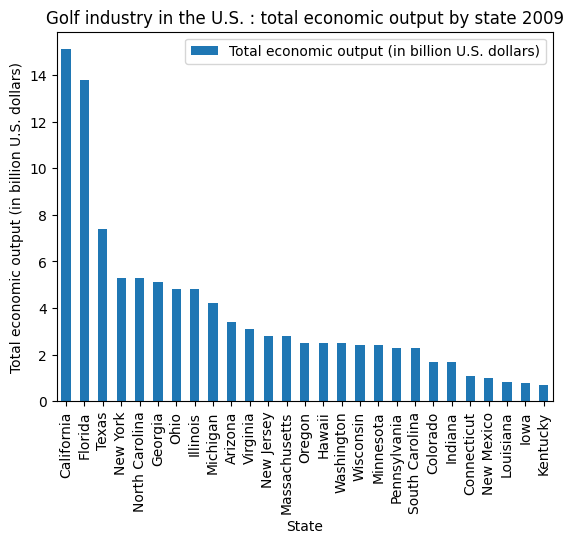 Golf industry in the U.S. : total economic output by state 2009
Total economic output (in billion U.S. dollars)
Total economic output (in billion U.S. dollars)
14
12
10
8
6
4
2
0
California
Florida
Texas
New York
North Carolina
Georgia
Ohio
Illinois
Michigan
Arizona
Virginia
New Jersey
Massachusetts
Oregon
Hawaii
Washington
Wisconsin
Minnesota
Pennsylvania
South Carolina
Colorado
Indiana
Connecticut
New Mexico
Louisiana
Iowa
Kentucky
State